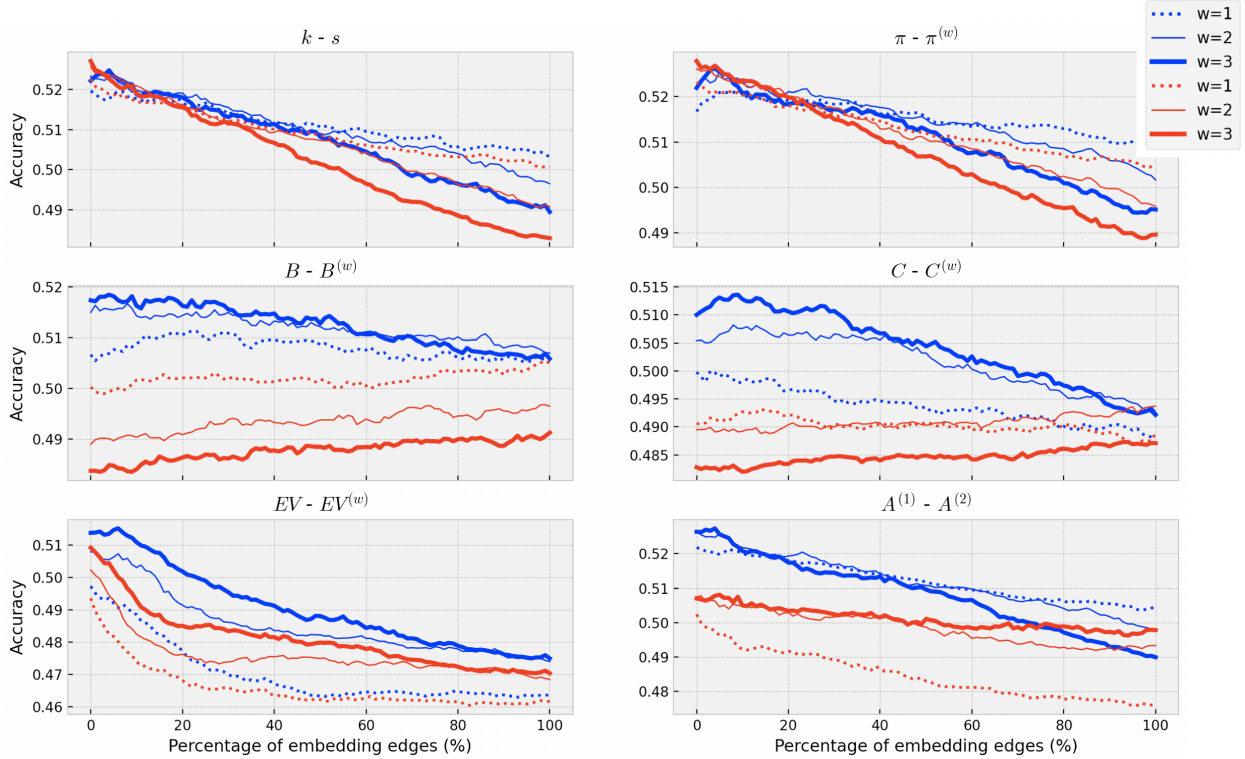 w=1
w=2
w=3
w=1
w=2
w=3
k - s
0.52
0.51
0.50
0.49
Accuracy
π - π(w)
0.52
0.51
0.50
0.49
B - B(w)
0.52
0.51
0.50
0.49
Accuracy
C - C(w)
0.515
0.510
0.505
0.500
0.495
0.490
0.485
EV - EV(w)
0.51
0.50
0.49
0.48
0.47
0.46
Accuracy
0 20 40 60 80 100
Percentage of embedding edges (%)
A(1) - A(2)
0.52
0.51
0.50
0.49
0.48
0 20 40 60 80 100
Percentage of embedding edges (%)